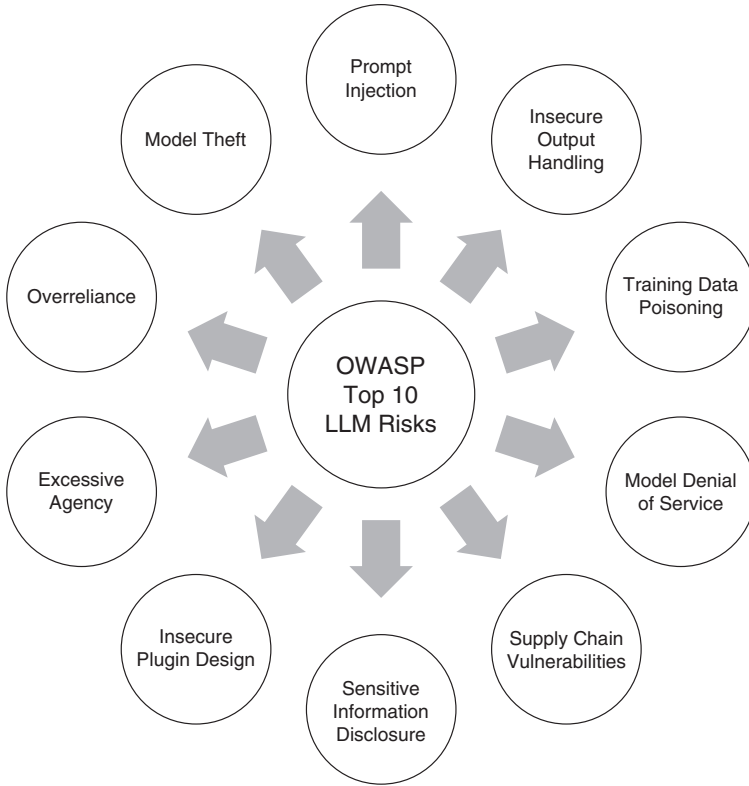 OWASP
Top 10
LLM Risks
Prompt
Injection
Insecure
Output
Handling
Training Data
Poisoning
Model Denial
of Service
Supply Chain
Vulnerabilities
Sensitive
Information
Disclosure
Insecure
Plugin Design
Excessive
Agency
Overreliance
Model Theft